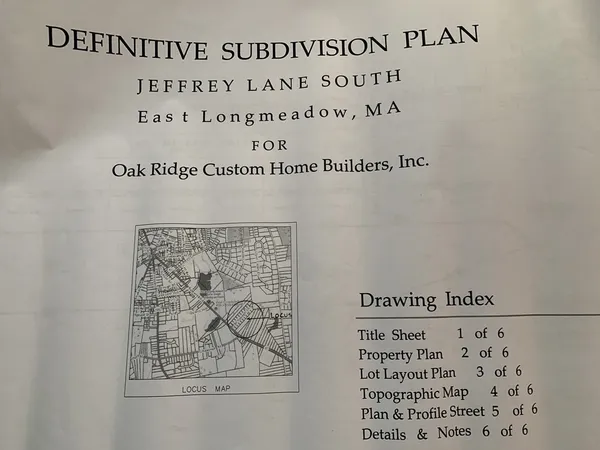 DEFINITIVE SUBDIVISION PLAN
JEFFREY LANE SOUTH
East Longmeadow, MA
FOR
Oak Ridge Custom Home Builders, Inc.
Locus
LOCUS MAP
Drawing Index
Title Sheet 1 of 6
Property Plan 2 of 6
Lot Layout Plan 3 of 6
Topographic Map 4 of 6
Plan & Profile Street 5 of 6
Details & Notes 6 of 6